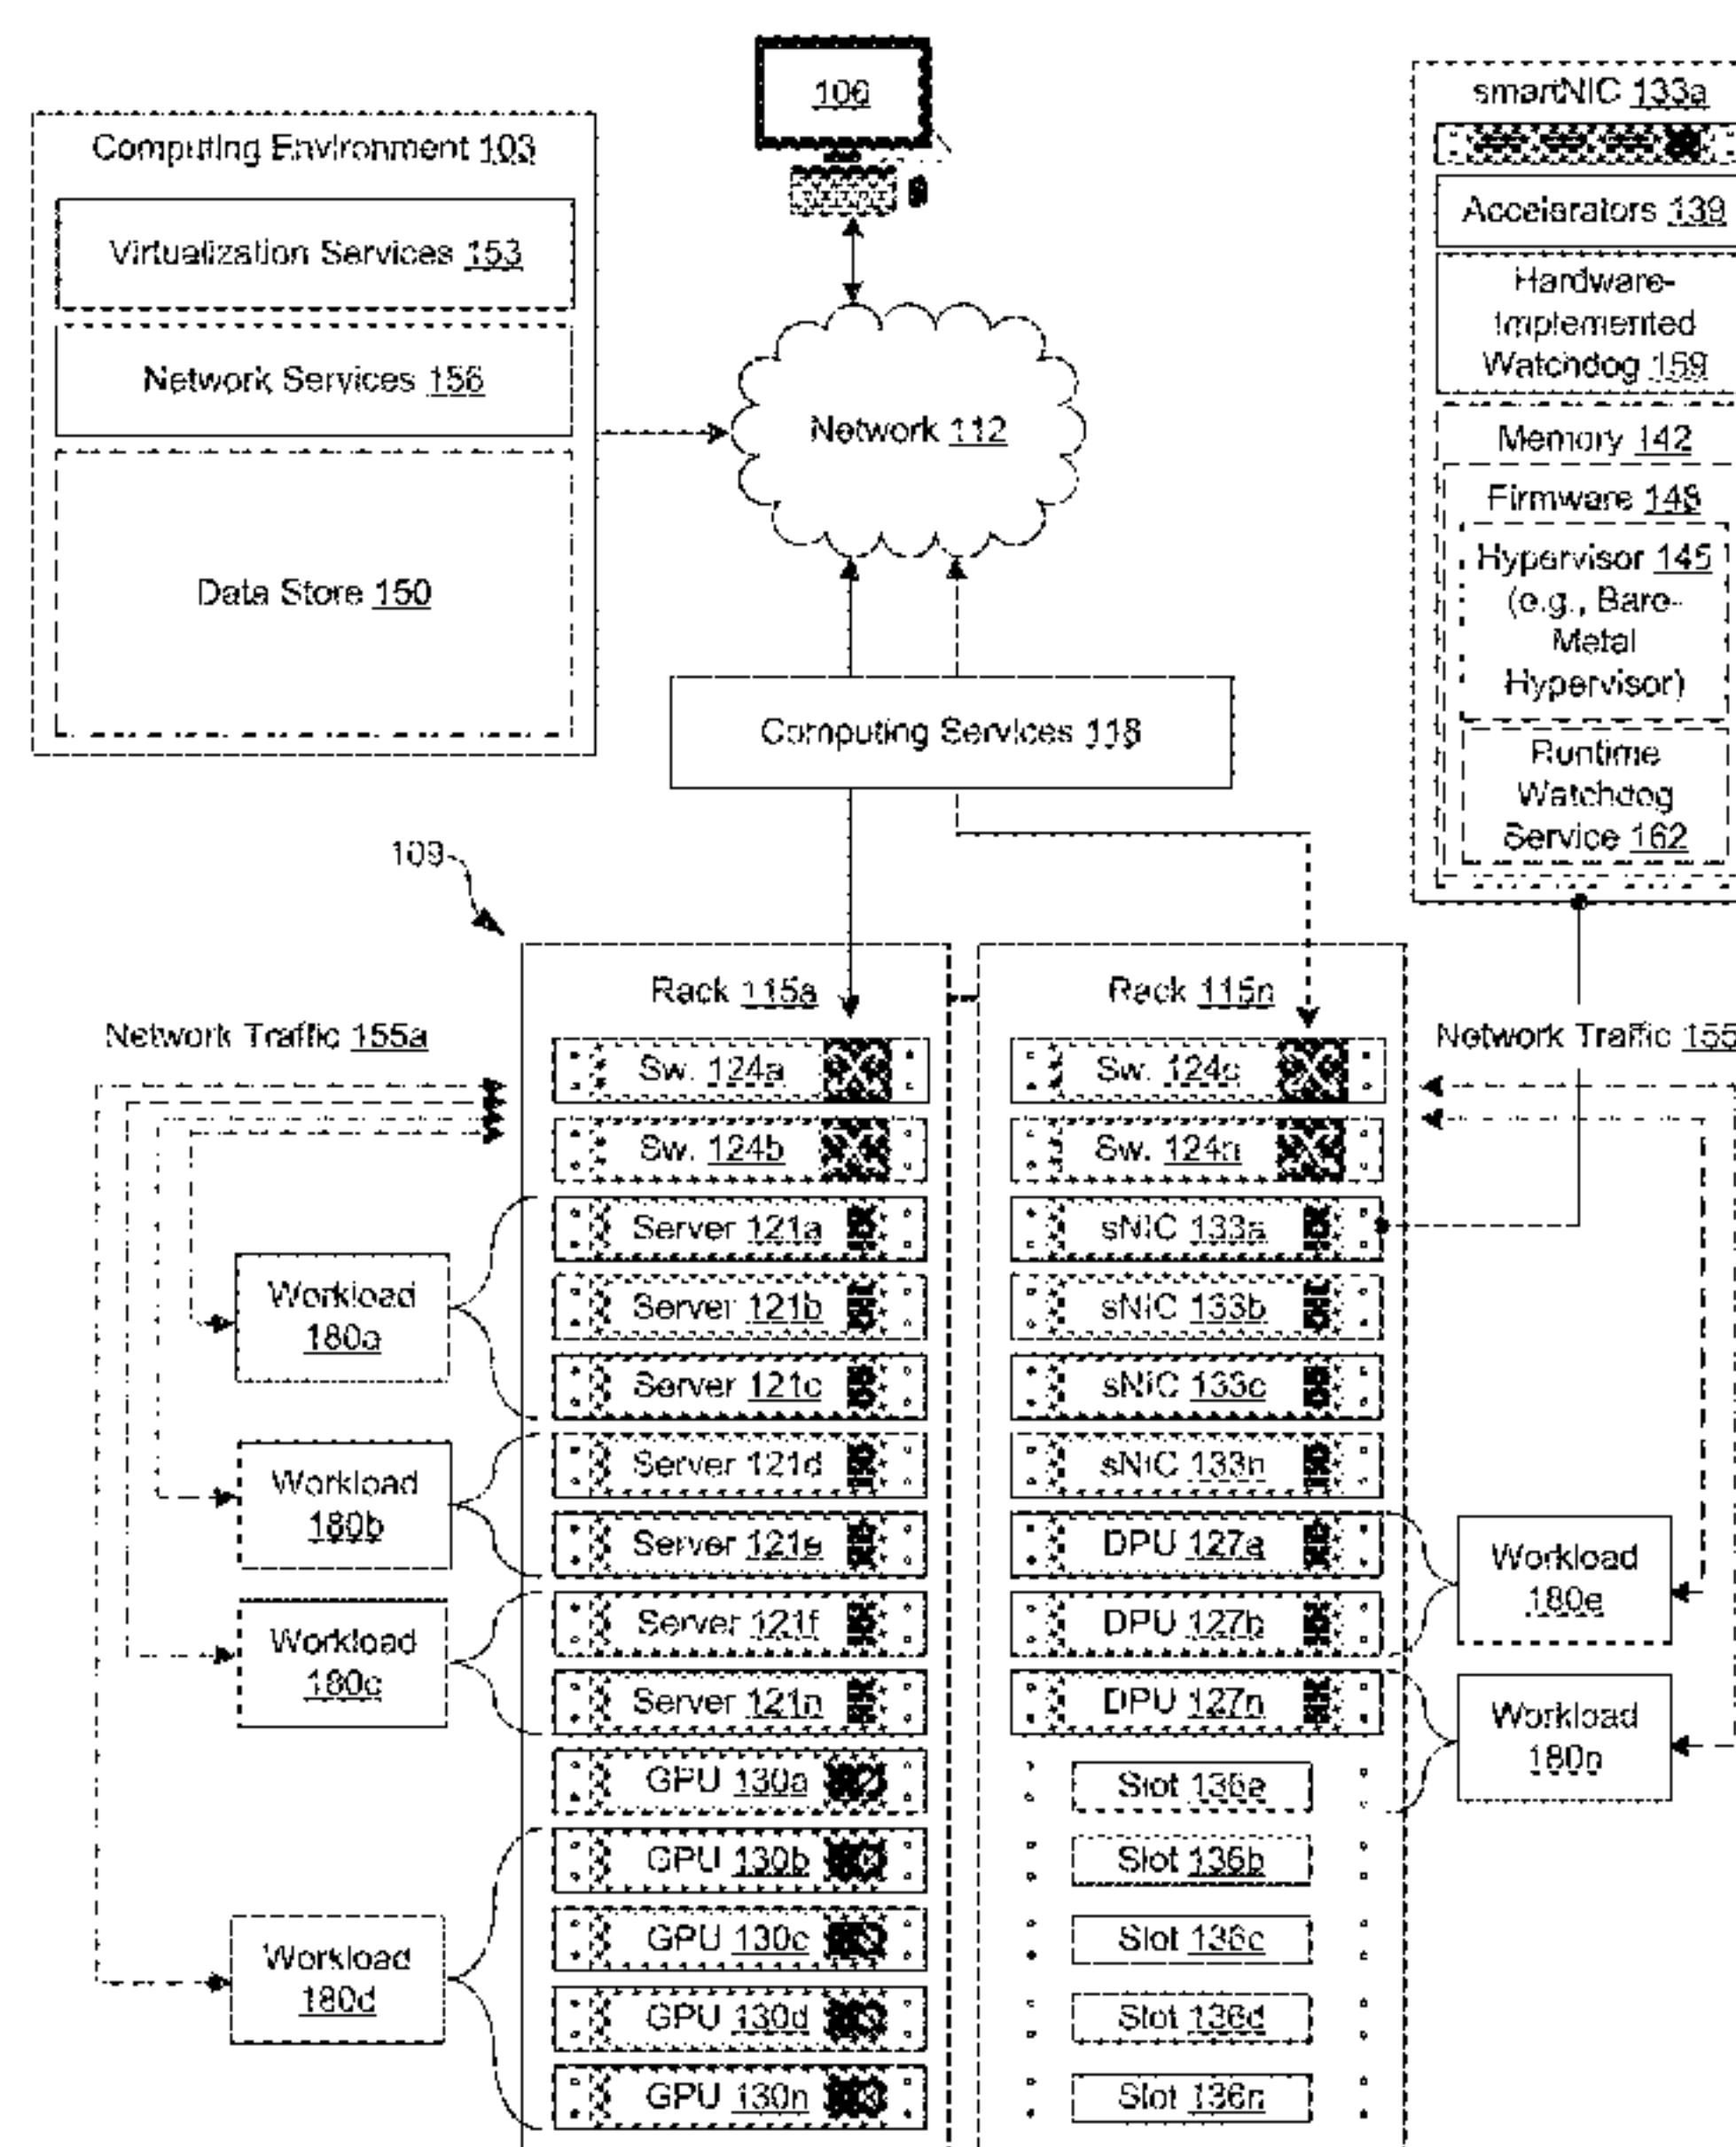 106
Computing Environment 103
Virtualization Services 153
Network Services 156
Data Store 150
Network 112
Computing Services 118
smartNIC 133a
Accelarators 139
Hardware-
Implemented
Watchdog 159
Memory 142
Firmware 148
Hypervisor 145
(e.g., Bare-
Metal
Hypervisor)
Runtime
Watchdog
Service 162
109
Network Traffic 155a
Rack 115a
Sw. 124a
Sw. 124b
Server 121a
Server 121b
Server 121c
Server 121d
Server 121e
Server 121f
Server 121n
GPU 130a
GPU 130b
GPU 130c
GPU 130d
GPU 130n
Workload
180a
Workload
180b
Workload
180c
Workload
180d
Rack 115n
Sw. 124c
Sw. 124n
sNIC 133a
sNIC 133b
sNIC 133c
sNIC 133n
DPU 127a
DPU 127b
DPU 127n
Slot 136a
Slot 136b
Slot 136c
Slot 136d
Slot 136n
Network Traffic 155
Workload
180e
Workload
180n